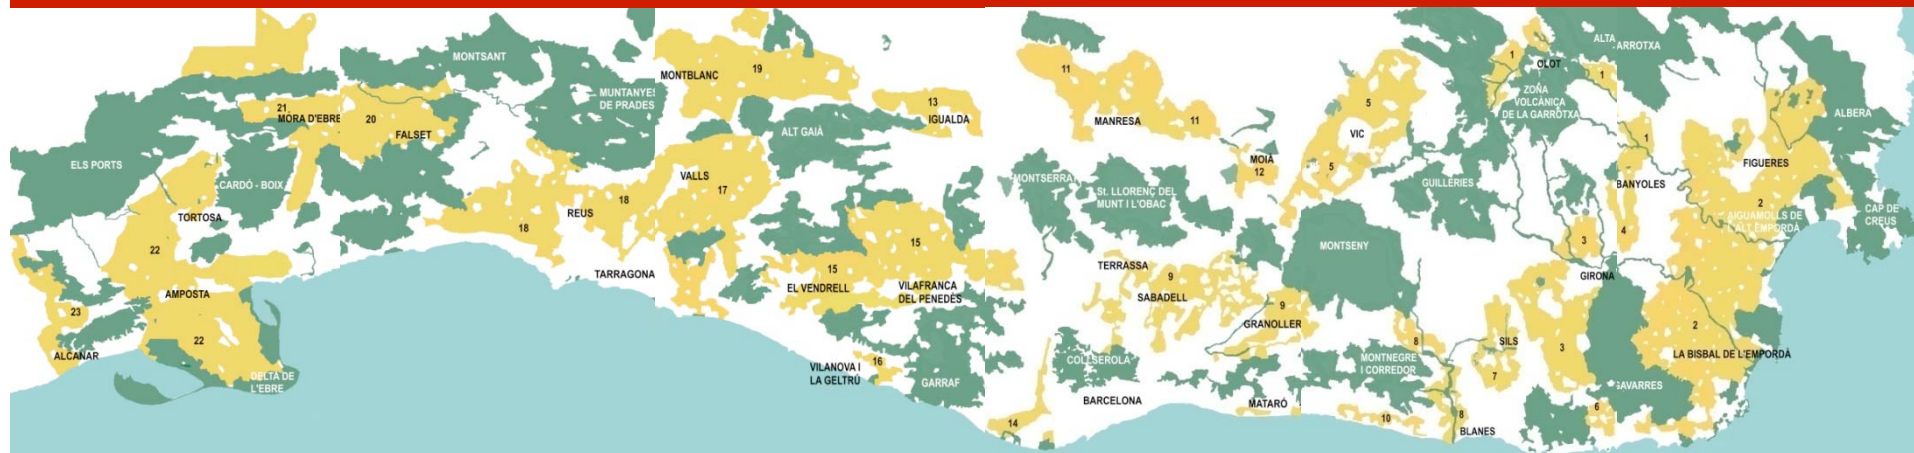 MONTSANT
MUNTANYES
DE PRADES
21
MÓRA D'EBRE
20
FALSET
ELS PORTS
CARDÓ - BOIX
TORTOSA
22
AMPOSTA
23
22
ALCANAR
DELTA DE
L'EBRE
18
REUS
18
TARRAGONA
MONTBLANC
19
13
IGUALDA
ALT GAIÀ
VALLS
17
15
15
EL VENDRELL
VILAFRANCA
DEL PENEDÈS
16
VILANOVA I
LA GELTRÚ
GARRAF
11
MANRESA
11
MOIÀ
12
MONTSERRAT
St. LLORENÇ DEL
MUNT I L'OBAC
TERRASSA
9
SABADELL
9
GRANOLLER
COLLSEROLA
BARCELONA
14
MATARÓ
5
VIC
5
GUILLERIES
MONTSENY
8
MONTNEGRE
I CORREDOR
10
8
BLANES
SILS
7
3
GIRONA
3
6
GAVARRES
1
OLOT
1
ZONA
VOLCÀNICA
DE LA GARROTXA
ALTA
GARROTXA
1
BANYOLES
4
ALBERA
FIGUERES
2
AIGUAMOLLS DE
L'ALT EMPORDÀ
CAP DE
CREUS
2
LA BISBAL DE L'EMPORDÀ